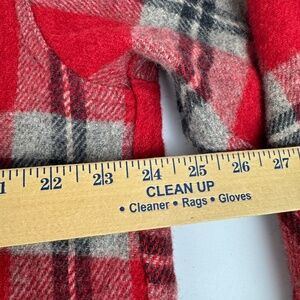 1 22 23 24 25 26 27
CLEAN UP
• Cleaner • Rags • Gloves